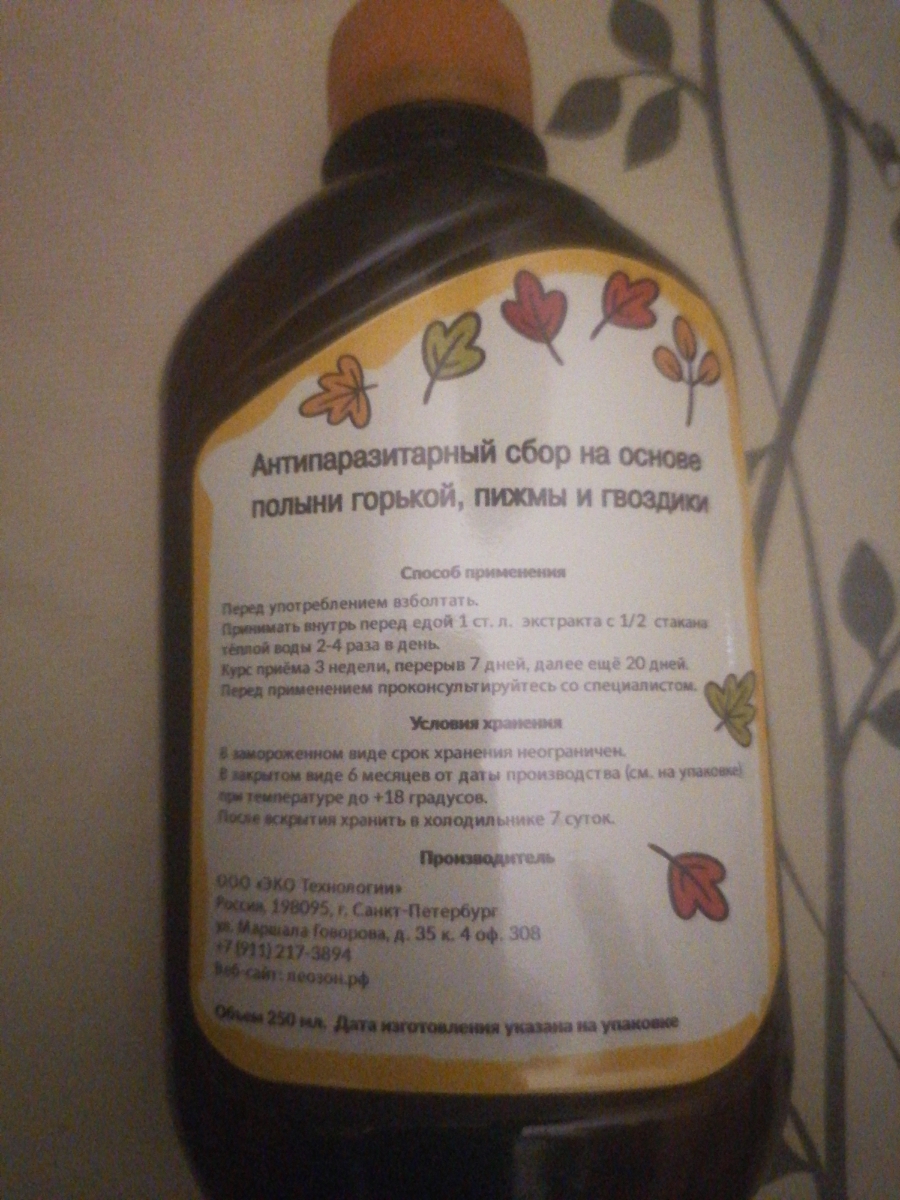 Антипаразитарный сбор на основе
полыни горькой, пижмы и гвоздики
Способ применения
Перед употреблением взболтать.
Принимать внутрь перед едой 1 ст. л. экстракта с 1/2 стакана
тёплой воды 2-4 раза в день.
Курс приёма 3 недели, перерыв 7 дней, далее ещё 20 дней.
Перед применением проконсультируйтесь со специалистом.
Условия хранения
В замороженном виде срок хранения неограничен.
В закрытом виде 6 месяцев от даты производства (см. на упаковке)
при температуре до +18 градусов.
После вскрытия хранить в холодильнике 7 суток.
Производитель
ООО «ЭКО Технологии»
Россия, 198095, г. Санкт-Петербург
ул. Маршала Говорова, д. 35 к. 4 оф. 308
+7 (911) 217-3894
Веб-сайт: леозон.рф
Объем 250 мл. Дата изготовления указана на упаковке